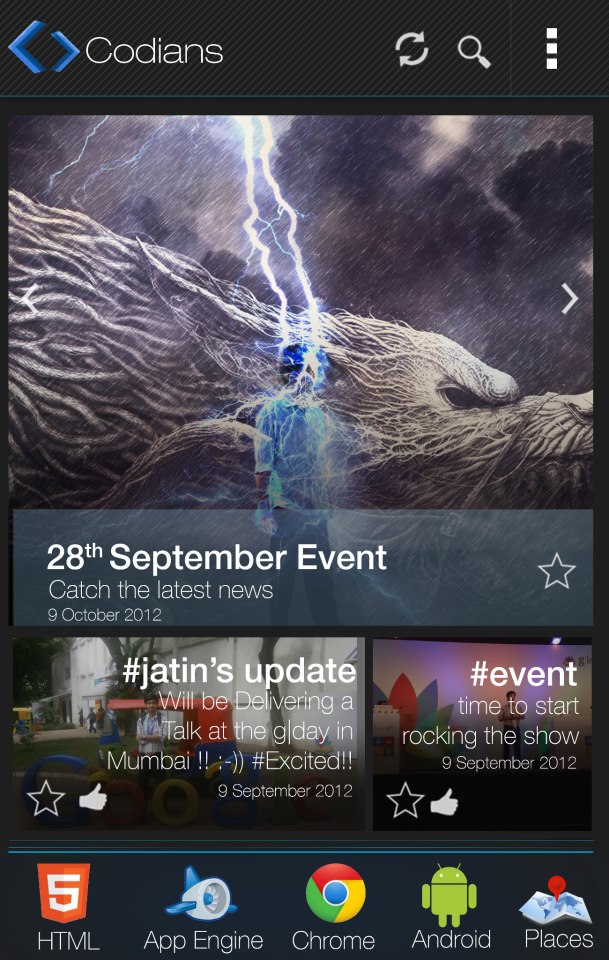 Codians
28th September Event
Catch the latest news
9 October 2012
#jatin's update
Will be Delivering a
Talk at the g|day in
Mumbai !! :-)) #Excited!!
9 September 2012
#event
time to start
rocking the show
9 September 2012
HTML
App Engine
Chrome
Android
Places